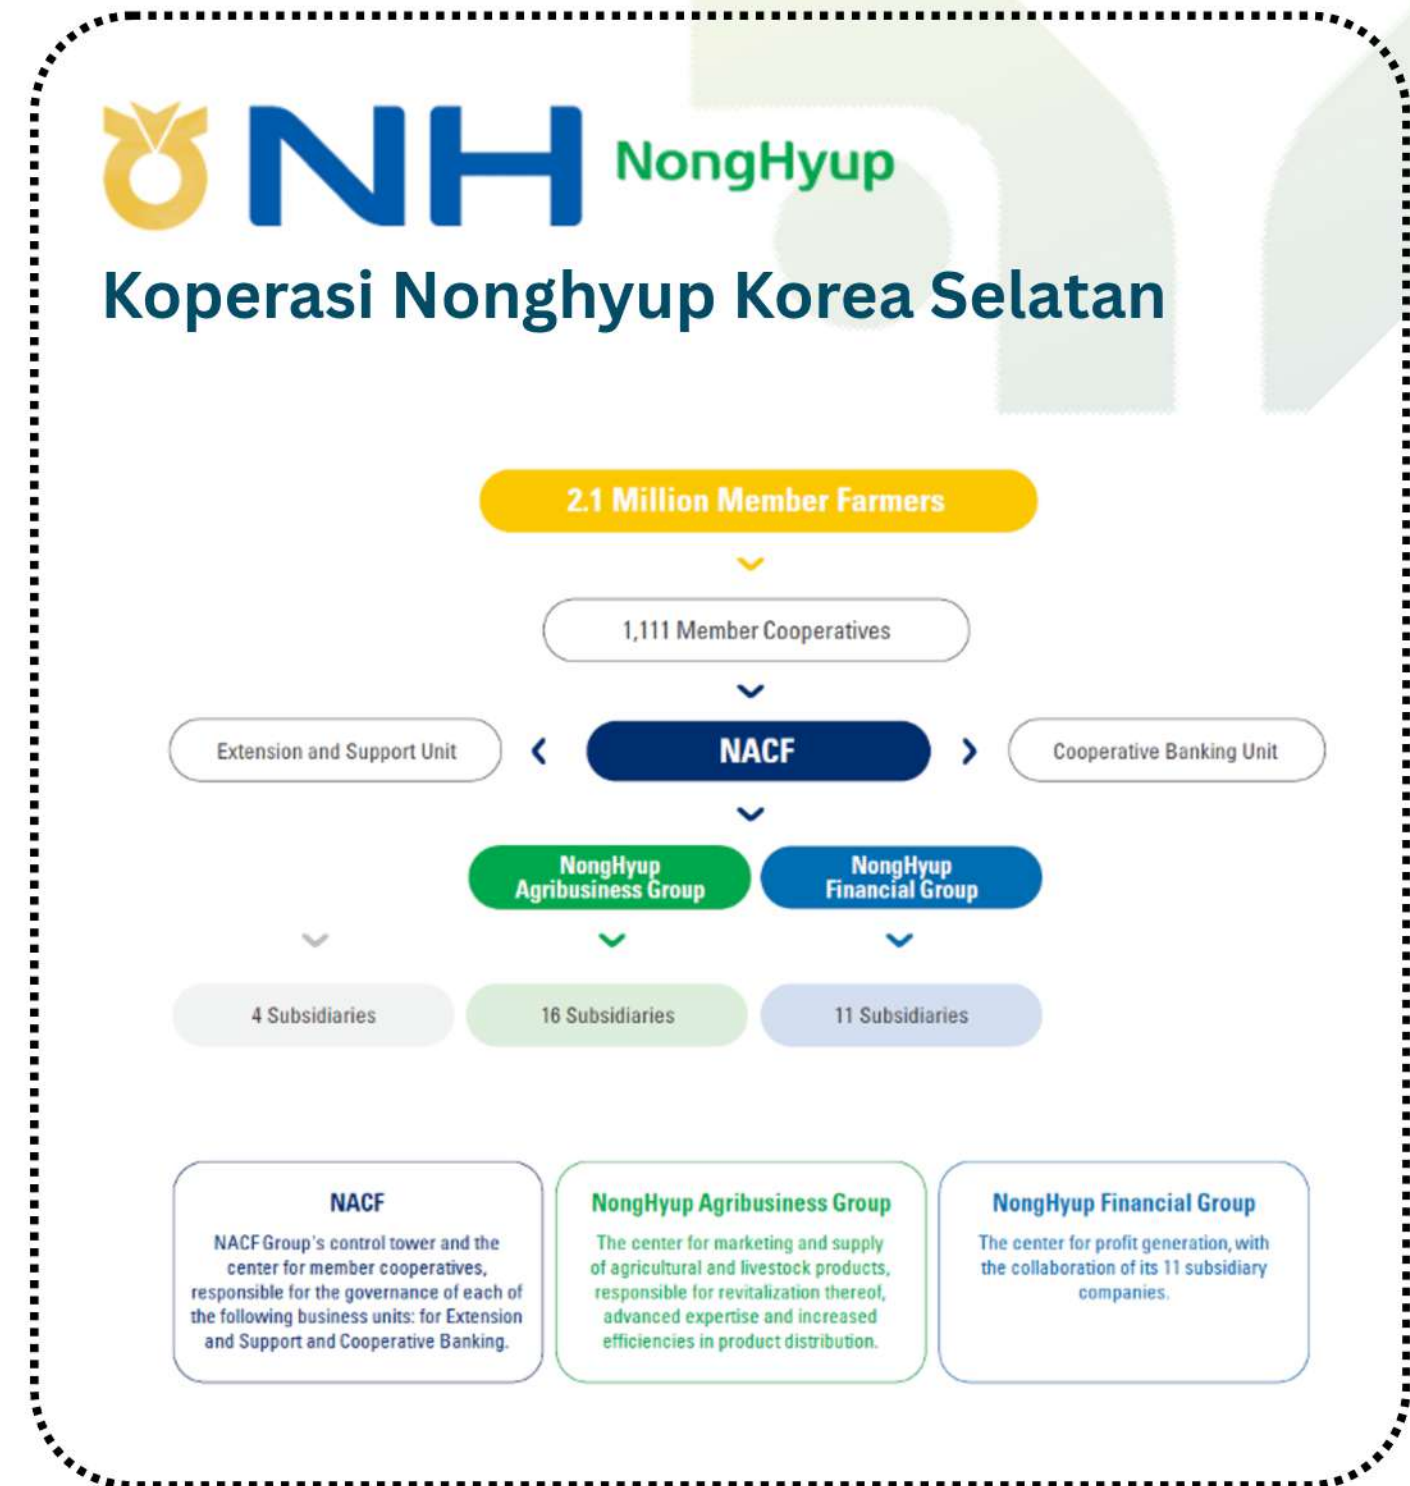 NH NongHyup
Koperasi Nonghyup Korea Selatan
2.1 Million Member Farmers
1,111 Member Cooperatives
Extension and Support Unit
NACF
Cooperative Banking Unit
NongHyup
Agribusiness Group
NongHyup
Financial Group
4 Subsidiaries
16 Subsidiaries
11 Subsidiaries
NACF
NACF Group's control tower and the
center for member cooperatives,
responsible for the governance of each of
the following business units: for Extension
and Support and Cooperative Banking.
NongHyup Agribusiness Group
The center for marketing and supply
of agricultural and livestock products,
responsible for revitalization thereof,
advanced expertise and increased
efficiencies in product distribution.
NongHyup Financial Group
The center for profit generation, with
the collaboration of its 11 subsidiary
companies.